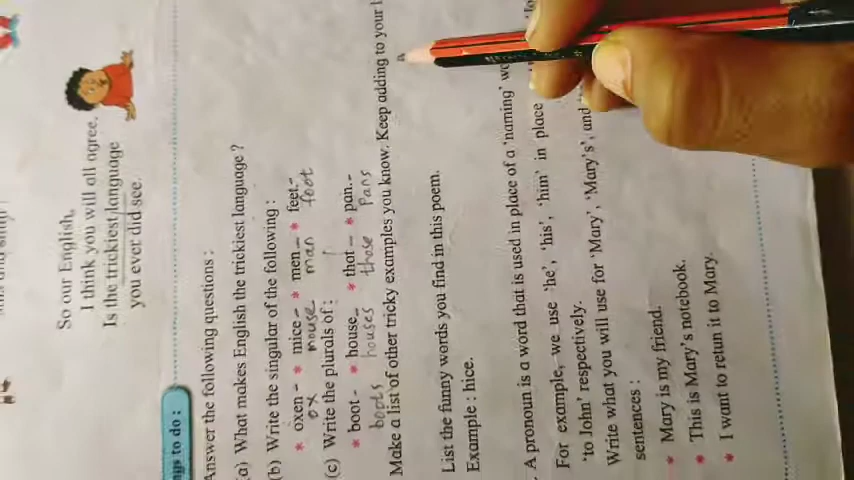 So our English,
I think you will all agree,
Is the trickiest language
you ever did see.
ngs to do :
Answer the following questions :
(a) What makes English the trickiest language ?
(b) Write the singular of the following :
* oxen - * mice - * men - * feet -
ox mouse man foot
(c) Write the plurals of :
* boot - * house * that - * pan -
boots houses those Pans
Make a list of other tricky examples you know. Keep adding to your l
List the funny words you find in this poem.
Example : hice.
A pronoun is a word that is used in place of a 'naming' wo
For example, we use 'he', 'his', 'him' in place
'to John' respectively.
Write what you will use for 'Mary', 'Mary's', and
sentences :
* Mary is my friend.
* This is Mary's notebook.
* I want to retun it to Mary.